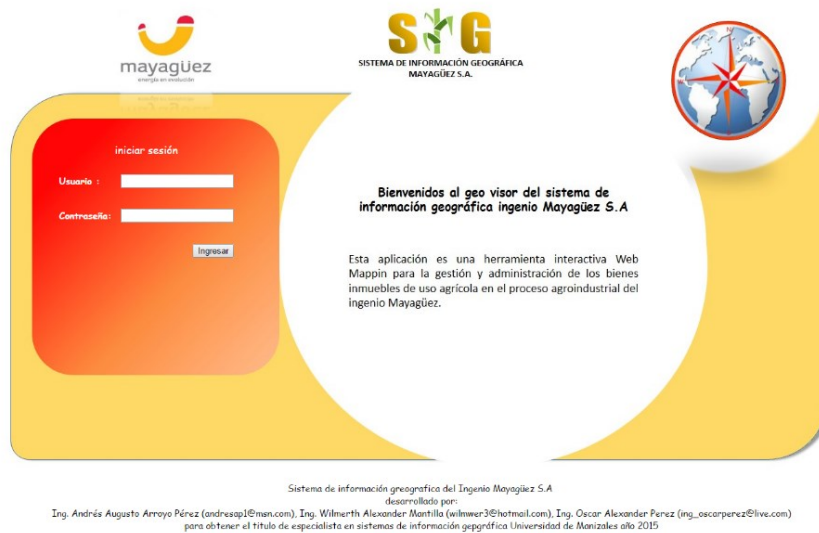 mayagüez
energía en evolución
SIG
SISTEMA DE INFORMACIÓN GEOGRÁFICA
MAYAGÜEZ S.A.
N
iniciar sesión
Usuario :
Contraseña:
Ingresar
Bienvenidos al geo visor del sistema de
información geográfica ingenio Mayagüez S.A
Esta aplicación es una herramienta interactiva Web
Mappin para la gestión y administración de los bienes
inmuebles de uso agrícola en el proceso agroindustrial del
ingenio Mayagüez.
Sistema de información greografica del Ingenio Mayagüez S.A
desarrollado por:
Ing. Andrés Augusto Arroyo Pérez (andresap1@msn.com), Ing. Wilmerth Alexander Mantilla (wilmwer3@hotmail.com), Ing. Oscar Alexander Perez (ing_oscarperez@live.com)
para obtener el titulo de especialista en sistemas de información gepgráfica Universidad de Manizales año 2015